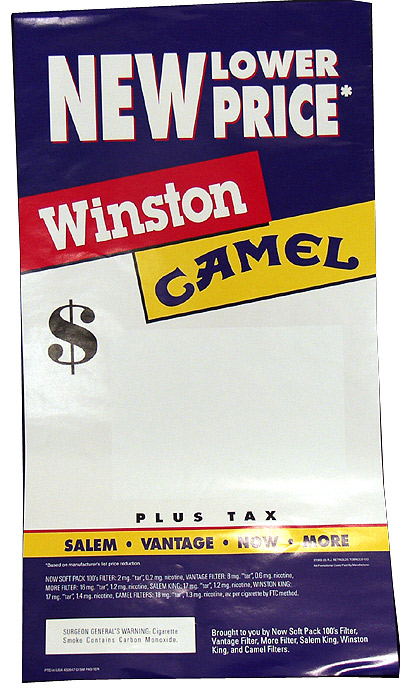 NEW LOWER
PRICE*
Winston
CAMEL
$
PLUS TAX
SALEM • VANTAGE • NOW • MORE
*Based on manufacturer's list price reduction.
R.J. REYNOLDS TOBACCO CO.
NOW SOFT PACK 100's FILTER: 2 mg. "tar", 0.2 mg. nicotine, VANTAGE FILTER: 8 mg. "tar", 0.6 mg. nicotine,
MORE FILTER: 16 mg. "tar", 1.2 mg. nicotine, SALEM KING: 17 mg. "tar", 1.2 mg. nicotine, WINSTON KING:
17 mg. "tar", 1.4 mg. nicotine, CAMEL FILTERS: 18 mg. "tar", 1.3 mg. nicotine, av. per cigarette by FTC method.
SURGEON GENERAL'S WARNING: Cigarette
Smoke Contains Carbon Monoxide.
Brought to you by Now Soft Pack 100's Filter,
Vantage Filter, More Filter, Salem King, Winston
King, and Camel Filters.